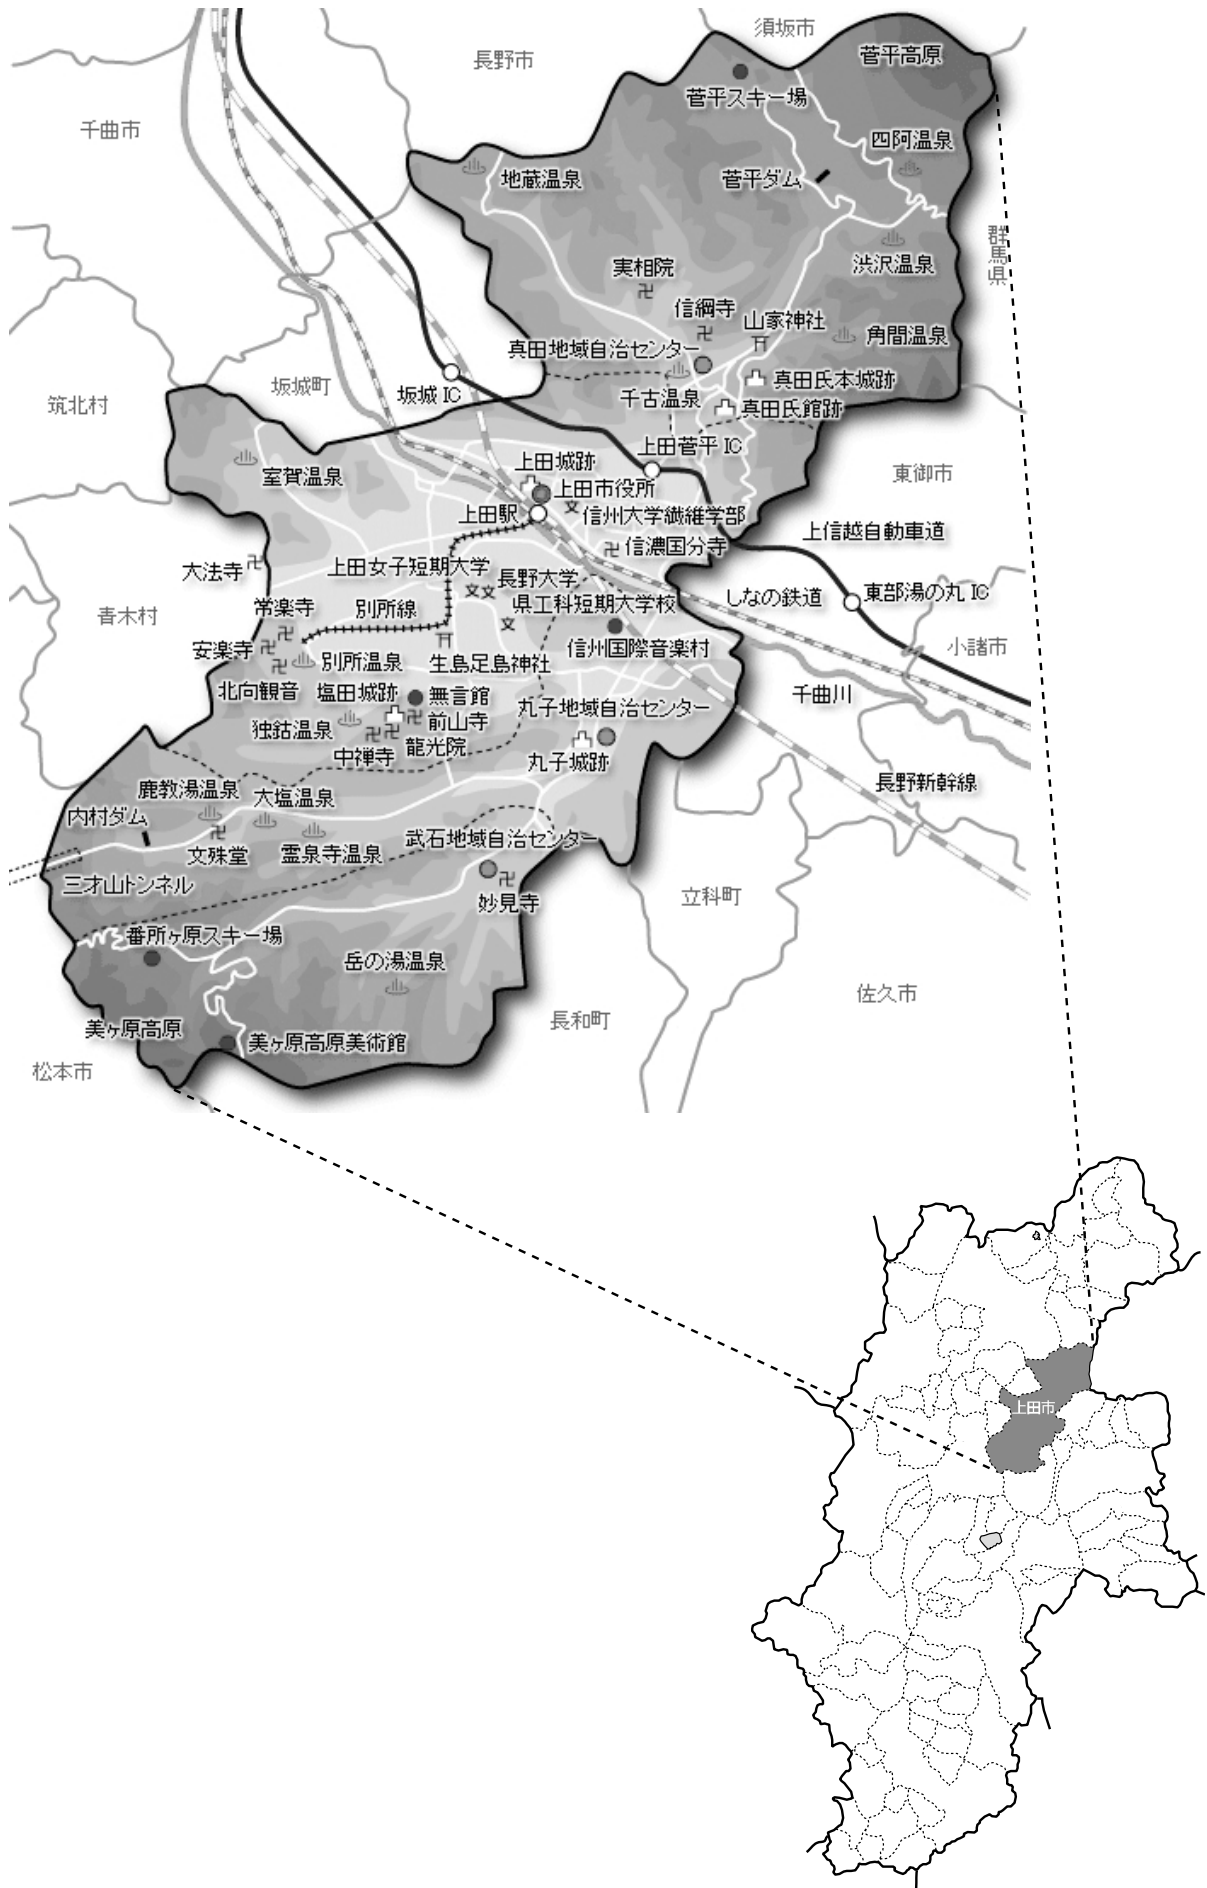 須坂市
長野市
菅平高原
菅平スキー場
千曲市
四阿温泉
地蔵温泉
菅平ダム
群馬県
渋沢温泉
実相院
信綱寺
山家神社
角間温泉
真田地域自治センター
坂城町
坂城 IC
千古温泉
真田氏本城跡
真田氏館跡
筑北村
上田菅平 IC
上田城跡
室賀温泉
上田市役所
東御市
上田駅
信州大学繊維学部
上信越自動車道
信濃国分寺
大法寺
上田女子短期大学
長野大学
しなの鉄道
東部湯の丸 IC
常楽寺
別所線
県工科短期大学校
青木村
安楽寺
別所温泉
生島足島神社
信州国際音楽村
小諸市
北向観音
塩田城跡
無言館
丸子地域自治センター
千曲川
独鈷温泉
前山寺
中禅寺
龍光院
丸子城跡
長野新幹線
鹿教湯温泉
大塩温泉
内村ダム
文殊堂
霊泉寺温泉
武石地域自治センター
三才山トンネル
妙見寺
立科町
番所ヶ原スキー場
岳の湯温泉
佐久市
美ヶ原高原
美ヶ原高原美術館
長和町
松本市
上田市